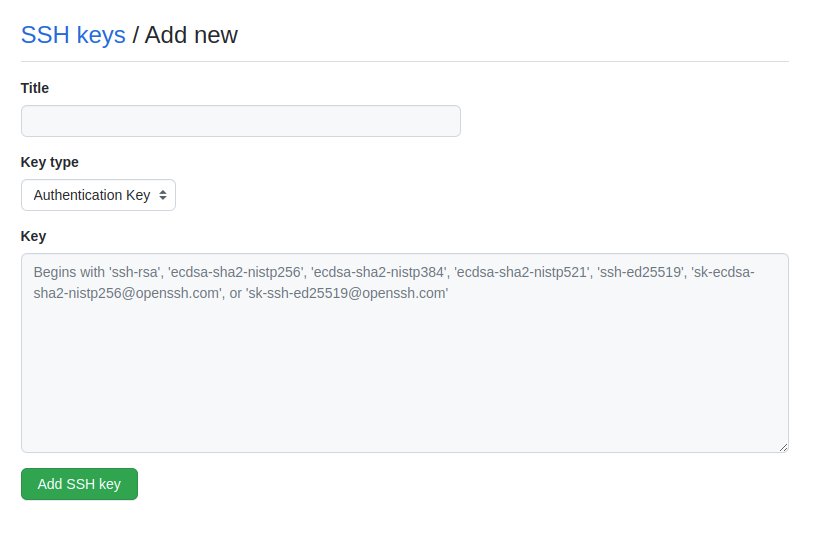 SSH keys / Add new
Title
Key type
Authentication Key
Key
Begins with 'ssh-rsa', 'ecdsa-sha2-nistp256', 'ecdsa-sha2-nistp384', 'ecdsa-sha2-nistp521', 'ssh-ed25519', 'sk-ecdsa-
sha2-nistp256@openssh.com', or 'sk-ssh-ed25519@openssh.com'
Add SSH key